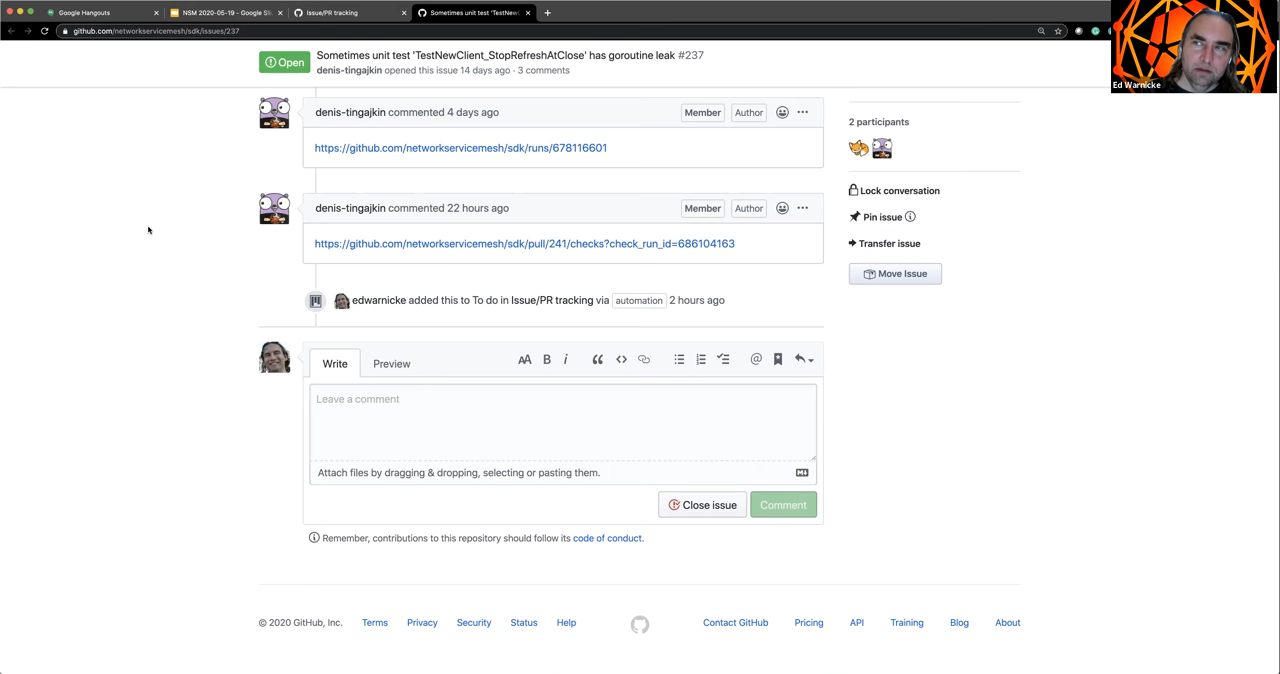 Google Hangouts
NSM 2020-05-19 - Google Sli
Issue/PR tracking
Sometimes unit test 'TestNewC
github.com/networkservicemesh/sdk/issues/237
Open
Sometimes unit test 'TestNewClient_StopRefreshAtClose' has goroutine leak #237
denis-tingajkin opened this issue 14 days ago · 3 comments
Ed Warnicke
denis-tingajkin commented 4 days ago
Member
Author
https://github.com/networkservicemesh/sdk/runs/678116601
denis-tingajkin commented 22 hours ago
Member
Author
https://github.com/networkservicemesh/sdk/pull/241/checks?check_run_id=686104163
edwarnicke added this to To do in Issue/PR tracking via automation 2 hours ago
2 participants
Lock conversation
Pin issue
Transfer issue
Move Issue
Write
Preview
AA B i
Leave a comment
Attach files by dragging & dropping, selecting or pasting them.
Close issue
Comment
Remember, contributions to this repository should follow its code of conduct.
© 2020 GitHub, Inc. Terms Privacy Security Status Help Contact GitHub Pricing API Training Blog About